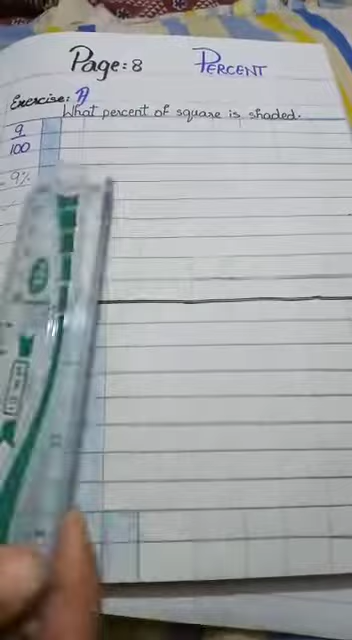 Page:8 PERCENT
Exercise: A
What percent of square is shaded.
9
100
= 9%